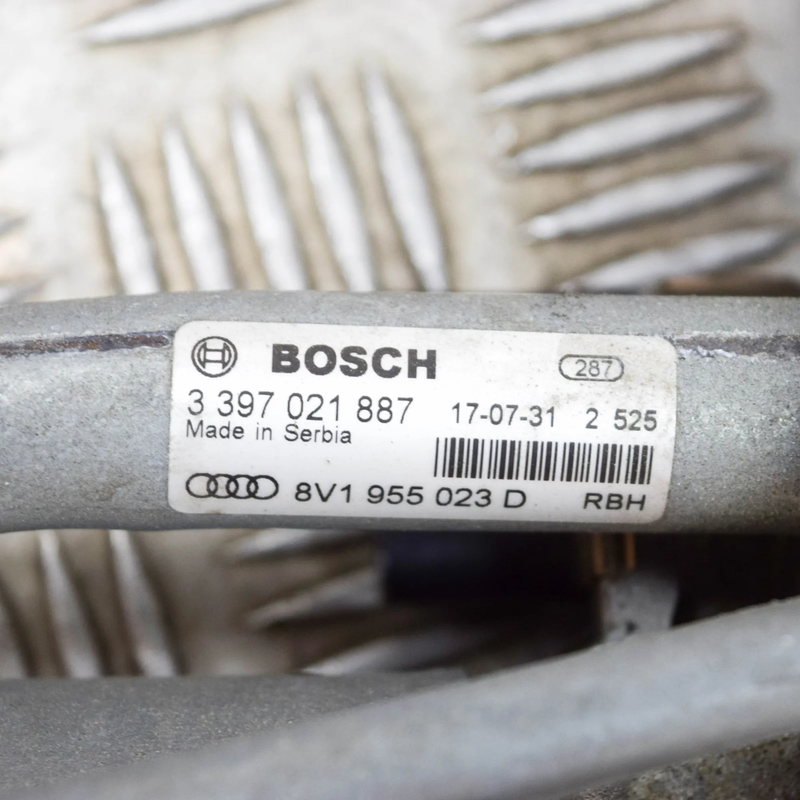 BOSCH 287
3 397 021 887 17-07-31 2 525
Made in Serbia
8V1 955 023 D RBH